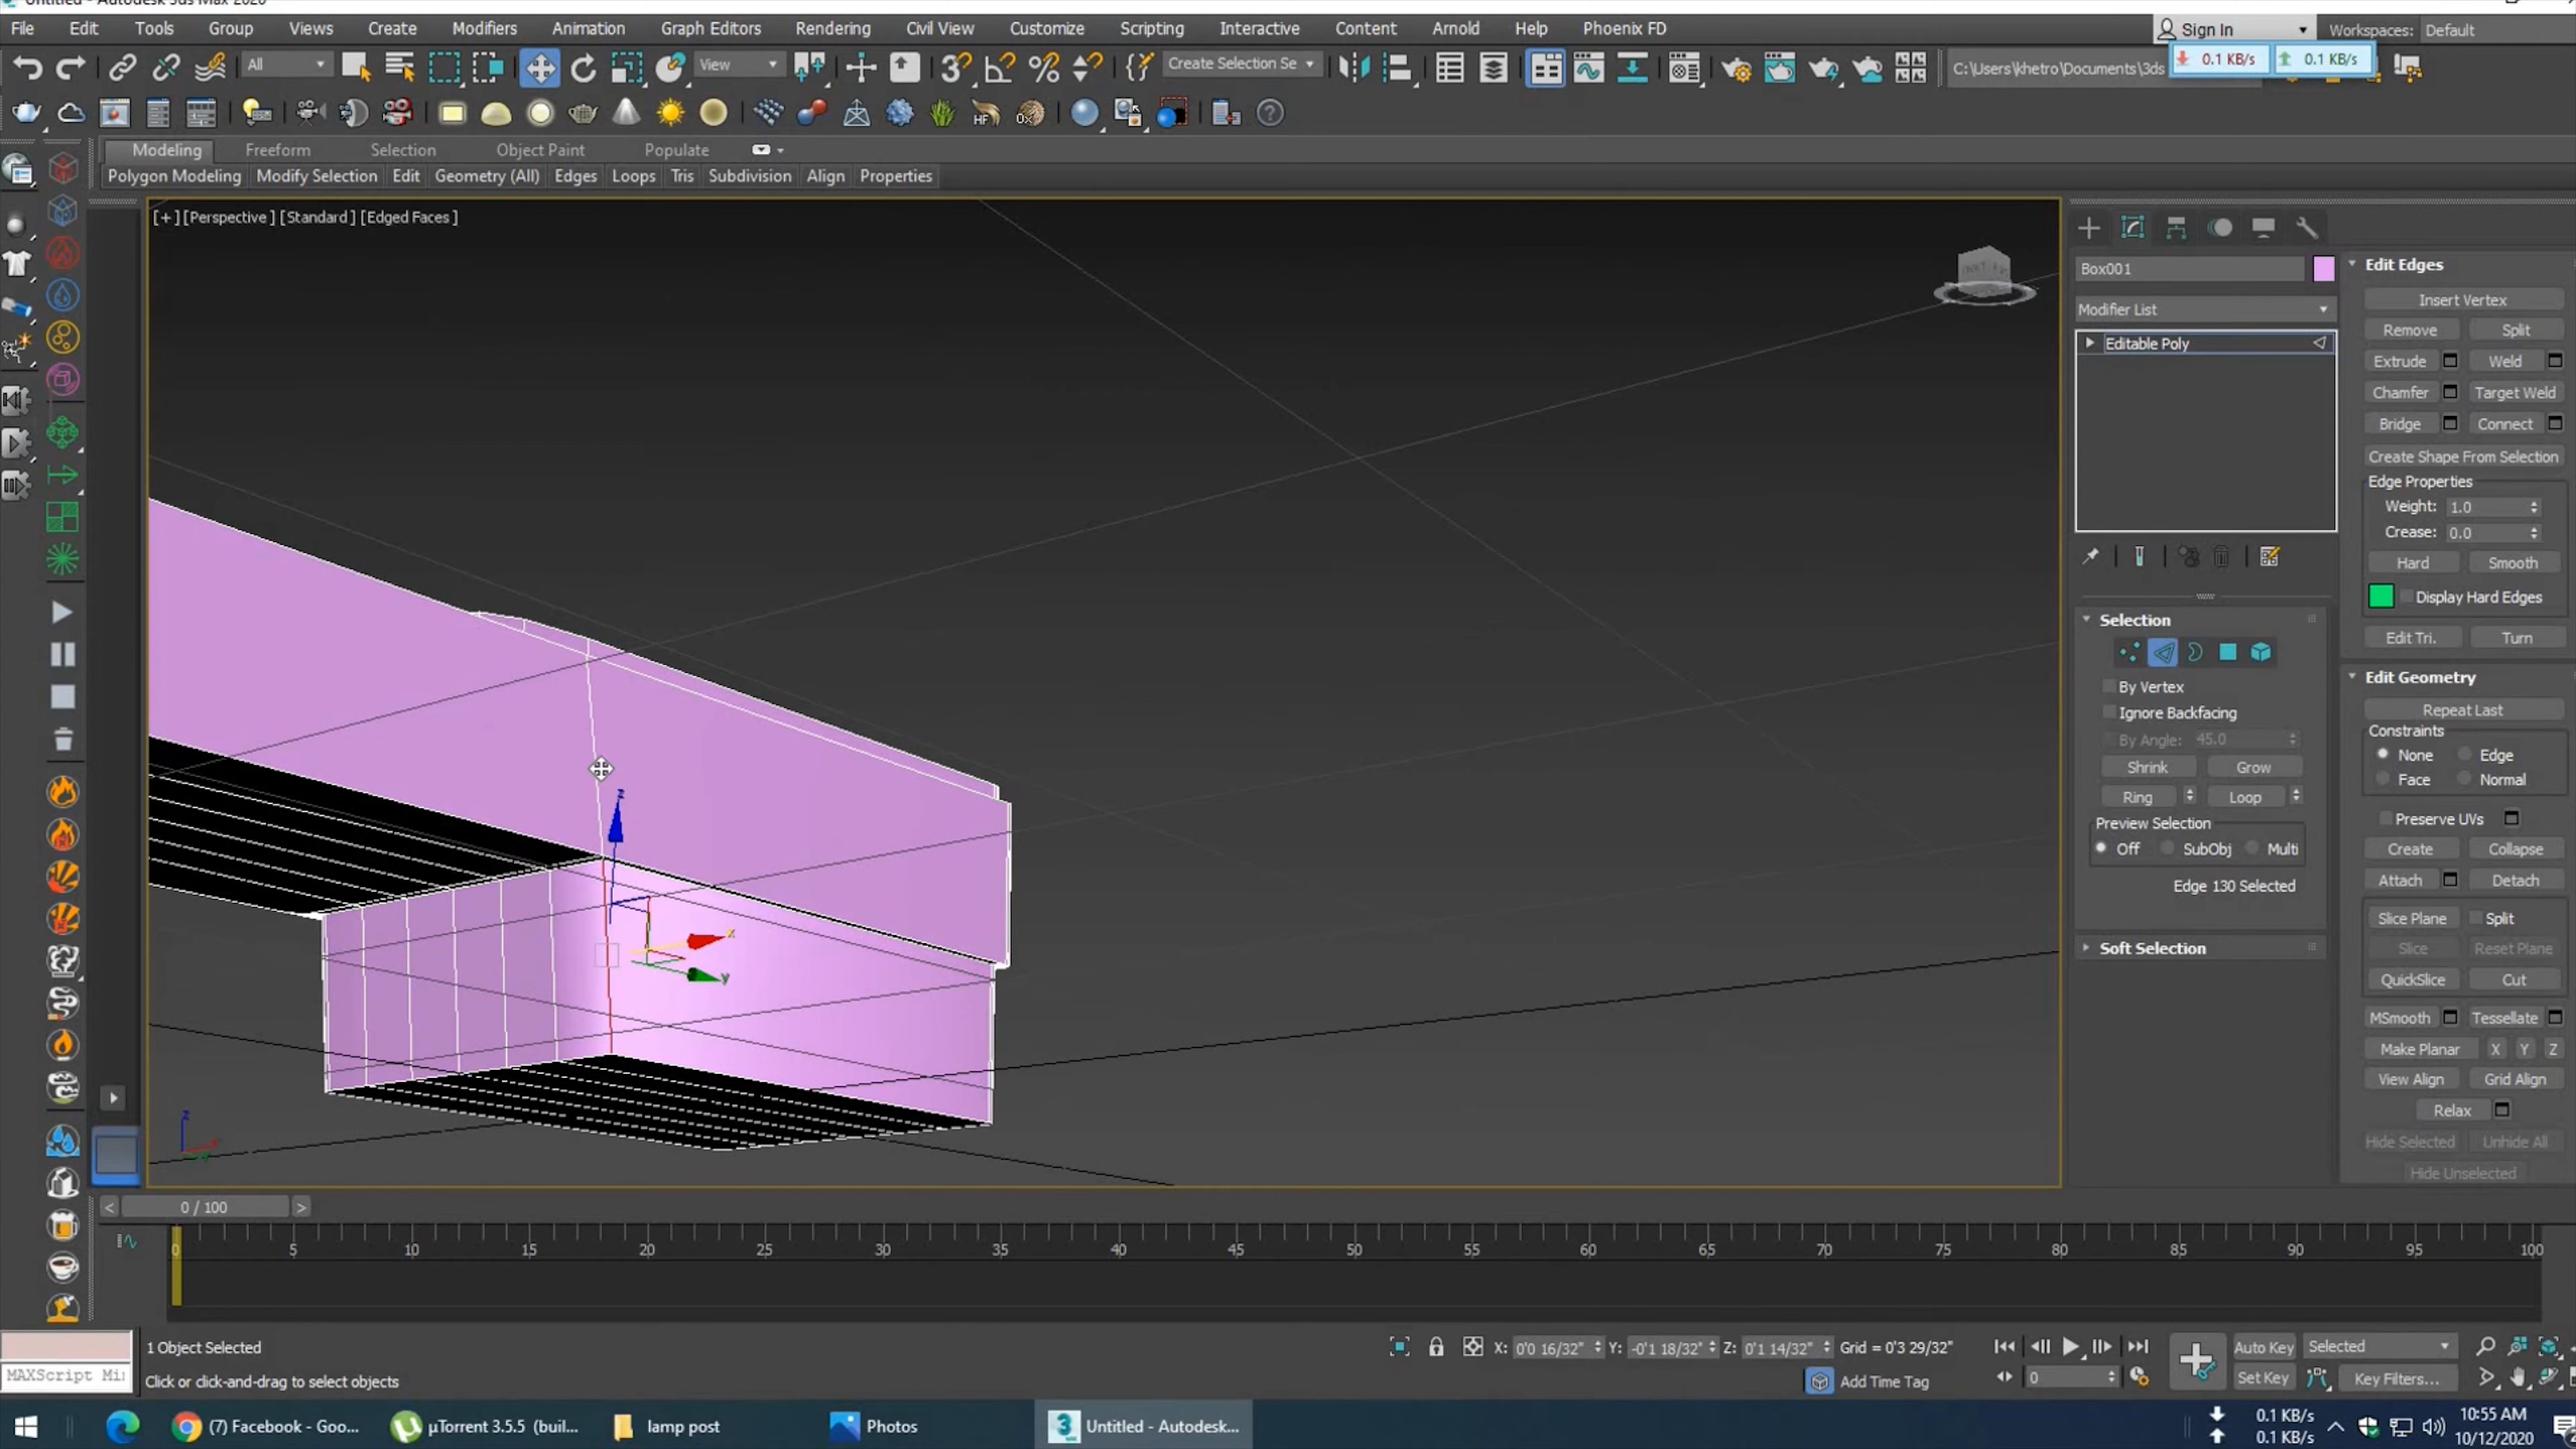 Untitled - Autodesk 3ds Max 2020
File Edit Tools Group Views Create Modifiers Animation Graph Editors Rendering Civil View Customize Scripting Interactive Content Arnold Help Phoenix FD Sign In Workspaces: Default
All View Create Selection Se C:\Users\khetro\Documents\3ds 0.1 KB/s 0.1 KB/s
Modeling Freeform Selection Object Paint Populate
Polygon Modeling Modify Selection Edit Geometry (All) Edges Loops Tris Subdivision Align Properties
[+] [Perspective ] [Standard ] [Edged Faces ]
Box001
Modifier List
Editable Poly
Selection
By Vertex
Ignore Backfacing
By Angle: 45.0
Shrink Grow
Ring Loop
Preview Selection
Off SubObj Multi
Edge 130 Selected
Soft Selection
Edit Edges
Insert Vertex
Remove Split
Extrude Weld
Chamfer Target Weld
Bridge Connect
Create Shape From Selection
Edge Properties
Weight: 1.0
Crease: 0.0
Hard Smooth
Display Hard Edges
Edit Tri. Turn
Edit Geometry
Repeat Last
Constraints
None Edge
Face Normal
Preserve UVs
Create Collapse
Attach Detach
Slice Plane Split
Slice Reset Plane
QuickSlice Cut
MSmooth Tessellate
Make Planar X Y Z
View Align Grid Align
Relax
Hide Selected Unhide All
Hide Unselected
z
x
y
z
< 0 / 100 >
0 5 10 15 20 25 30 35 40 45 50 55 60 65 70 75 80 85 90 95 100
1 Object Selected X: 0'0 16/32" Y: -0'1 18/32" Z: 0'1 14/32" Grid = 0'3 29/32" Auto Key Selected
MAXScript Mi Click or click-and-drag to select objects Add Time Tag 0 Set Key Key Filters...
(7) Facebook - Goo... µTorrent 3.5.5 (buil... lamp post Photos Untitled - Autodesk... 0.1 KB/s 0.1 KB/s 10:55 AM 10/12/2020